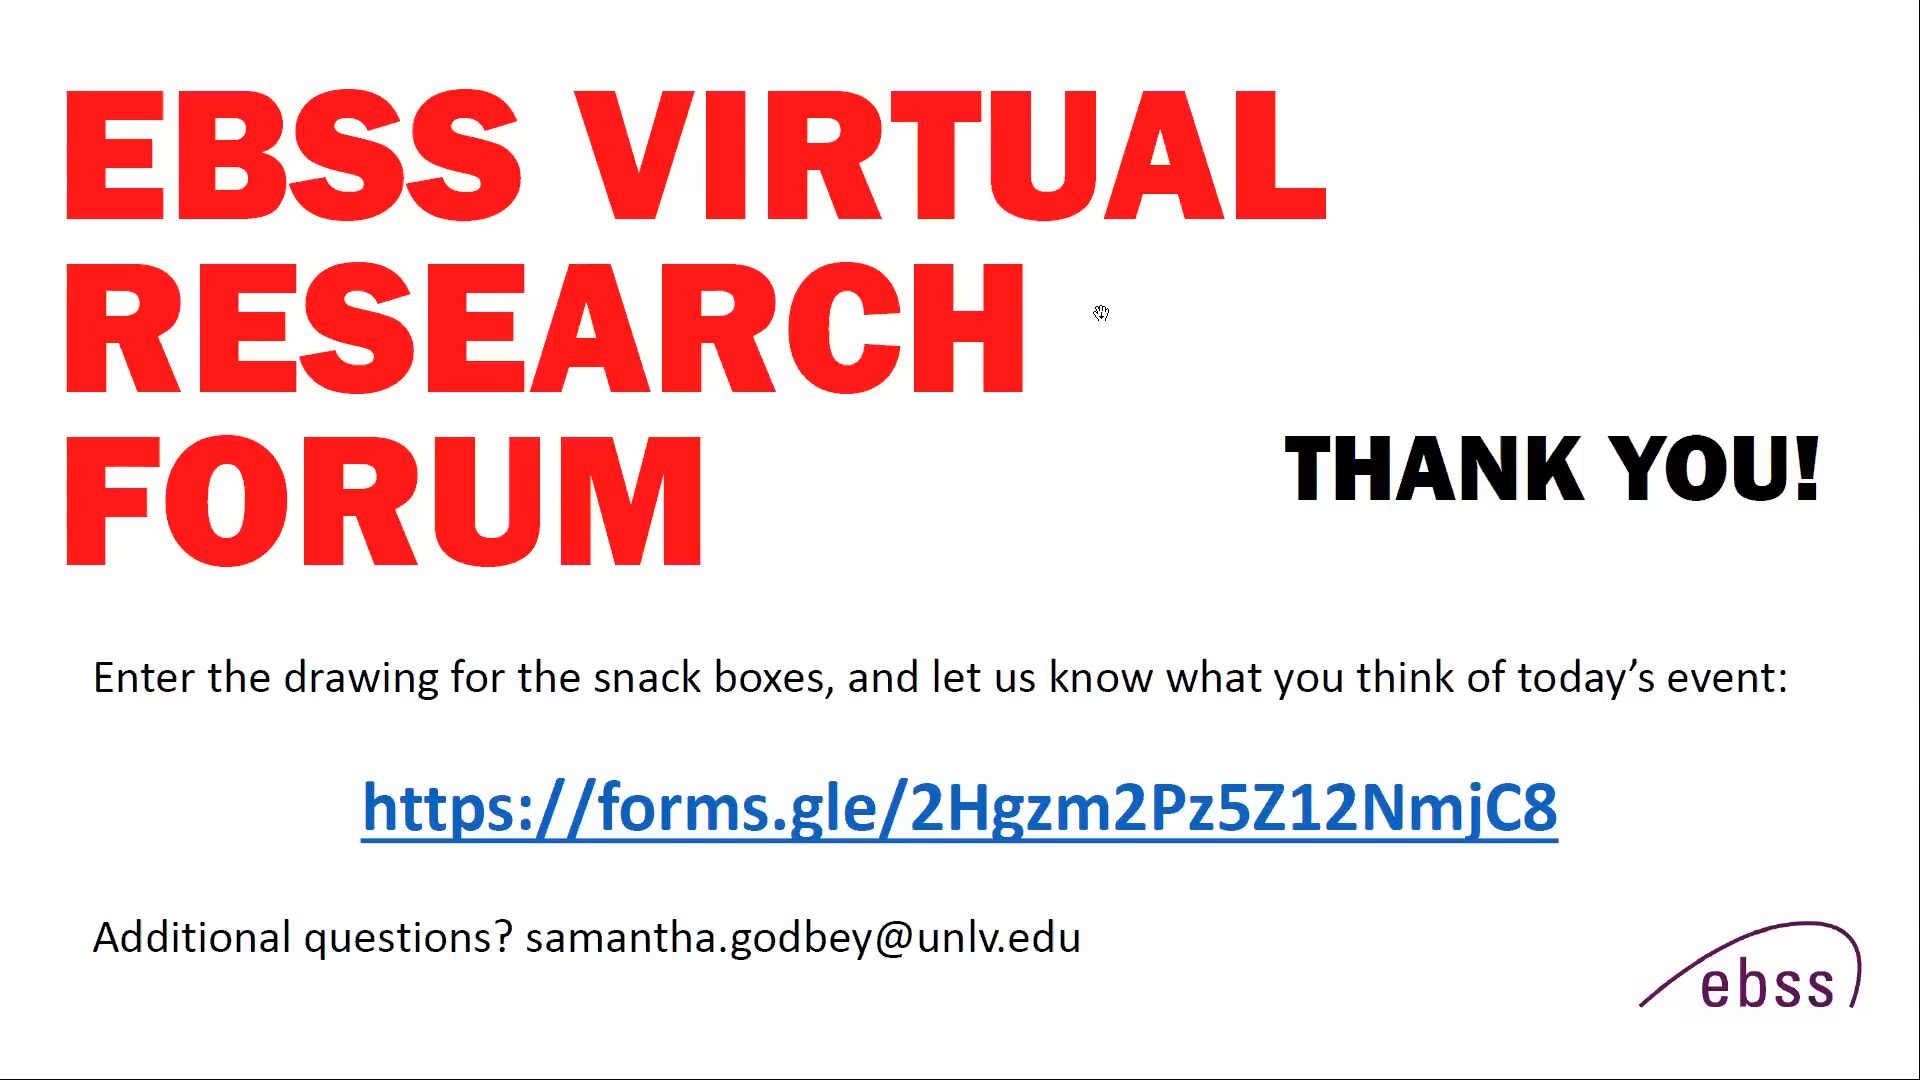 EBSS VIRTUAL
RESEARCH
FORUM
THANK YOU!
Enter the drawing for the snack boxes, and let us know what you think of today’s event:
https://forms.gle/2Hgzm2Pz5Z12NmjC8
Additional questions? samantha.godbey@unlv.edu
ebss